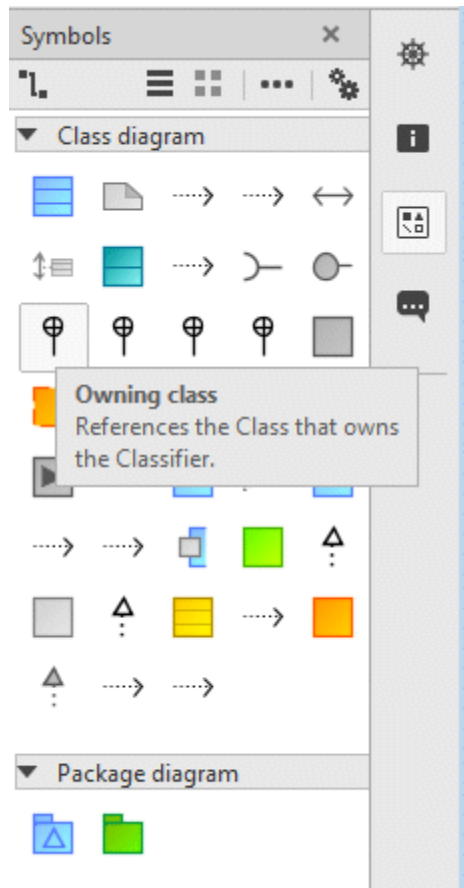 Symbols
Class diagram
Owning class
References the Class that owns
the Classifier.
Package diagram